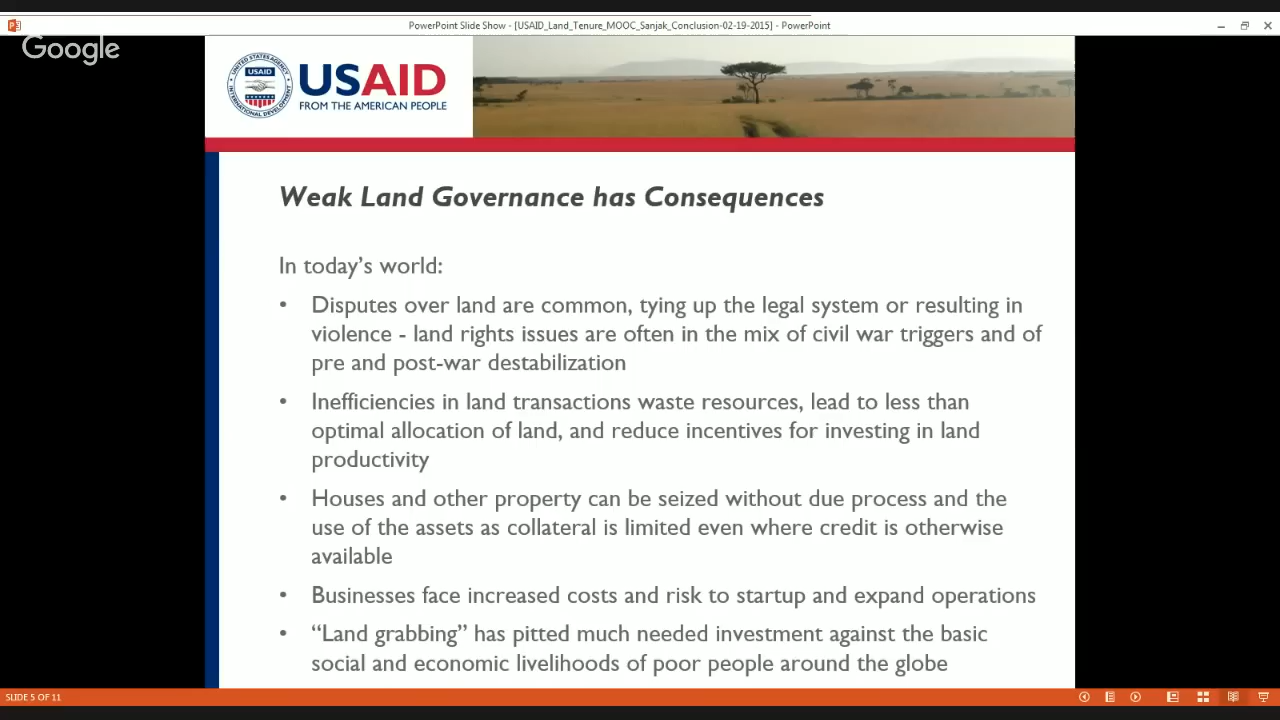 PowerPoint Slide Show - [USAID_Land_Tenure_MOOC_Sanjak_Conclusion-02-19-2015] - PowerPoint
Google
UNITED STATES AGENCY
USAID
INTERNATIONAL DEVELOPMENT
USAID
FROM THE AMERICAN PEOPLE
Weak Land Governance has Consequences
In today’s world:
• Disputes over land are common, tying up the legal system or resulting in
violence - land rights issues are often in the mix of civil war triggers and of
pre and post-war destabilization
• Inefficiencies in land transactions waste resources, lead to less than
optimal allocation of land, and reduce incentives for investing in land
productivity
• Houses and other property can be seized without due process and the
use of the assets as collateral is limited even where credit is otherwise
available
• Businesses face increased costs and risk to startup and expand operations
• “Land grabbing” has pitted much needed investment against the basic
social and economic livelihoods of poor people around the globe
SLIDE 5 OF 11